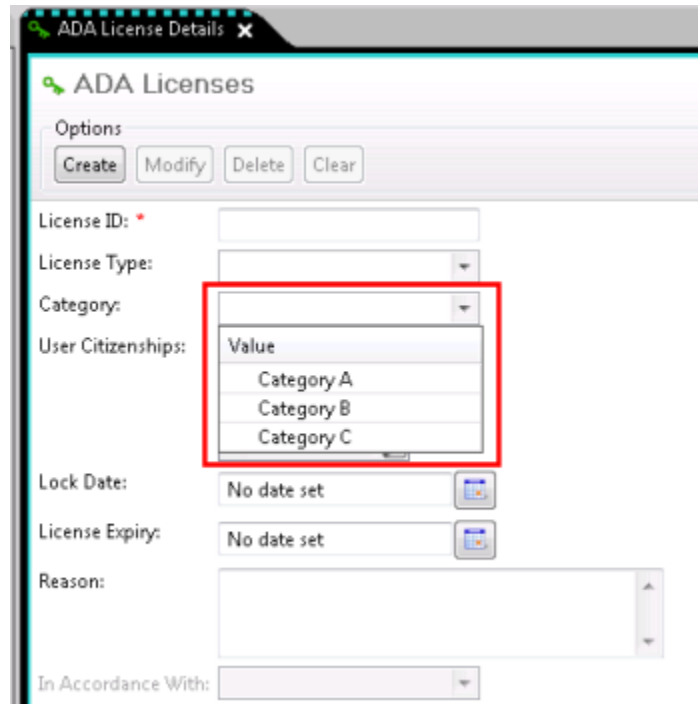 ADA License Details
ADA Licenses
Options
Create Modify Delete Clear
License ID: *
License Type:
Category:
User Citizenships:
Value
Category A
Category B
Category C
Lock Date: No date set
License Expiry: No date set
Reason:
In Accordance With: